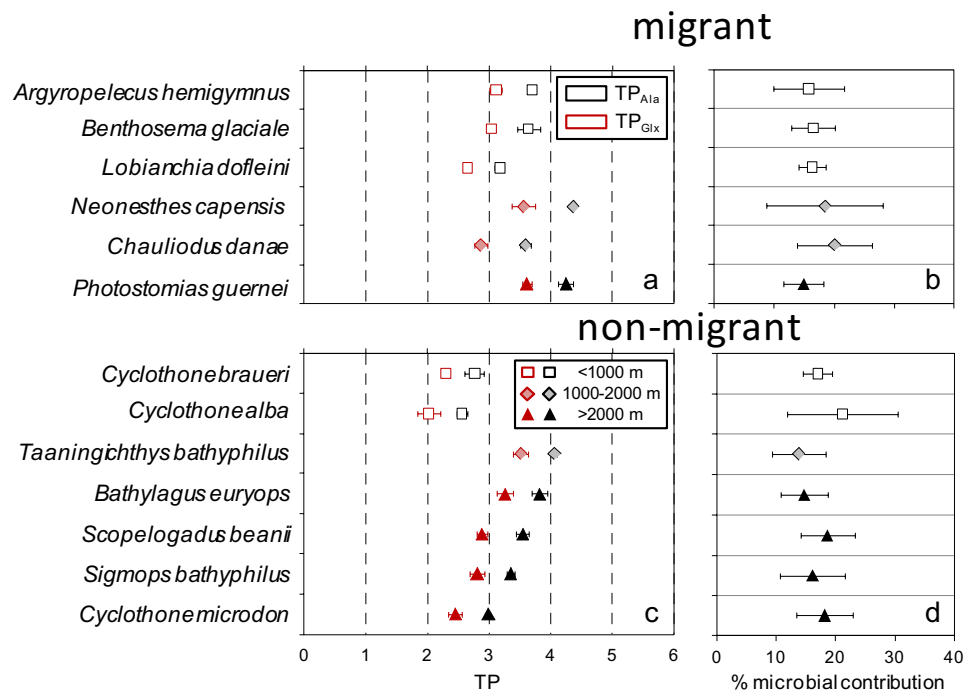 migrant
Argyropelecus hemigymnus
Benthosema glaciale
Lobianchia dofleini
Neonesthes capensis
Chauliodus danae
Photostomias guernei
TPAla
TPGlx
a
b
non-migrant
Cyclothone braueri
Cyclothone alba
Taaningichthys bathyphilus
Bathylagus euryops
Scopelogadus beanii
Sigmops bathyphilus
Cyclothone microdon
<1000 m
1000-2000 m
>2000 m
c
d
0 1 2 3 4 5 6
TP
0 10 20 30 40
% microbial contribution